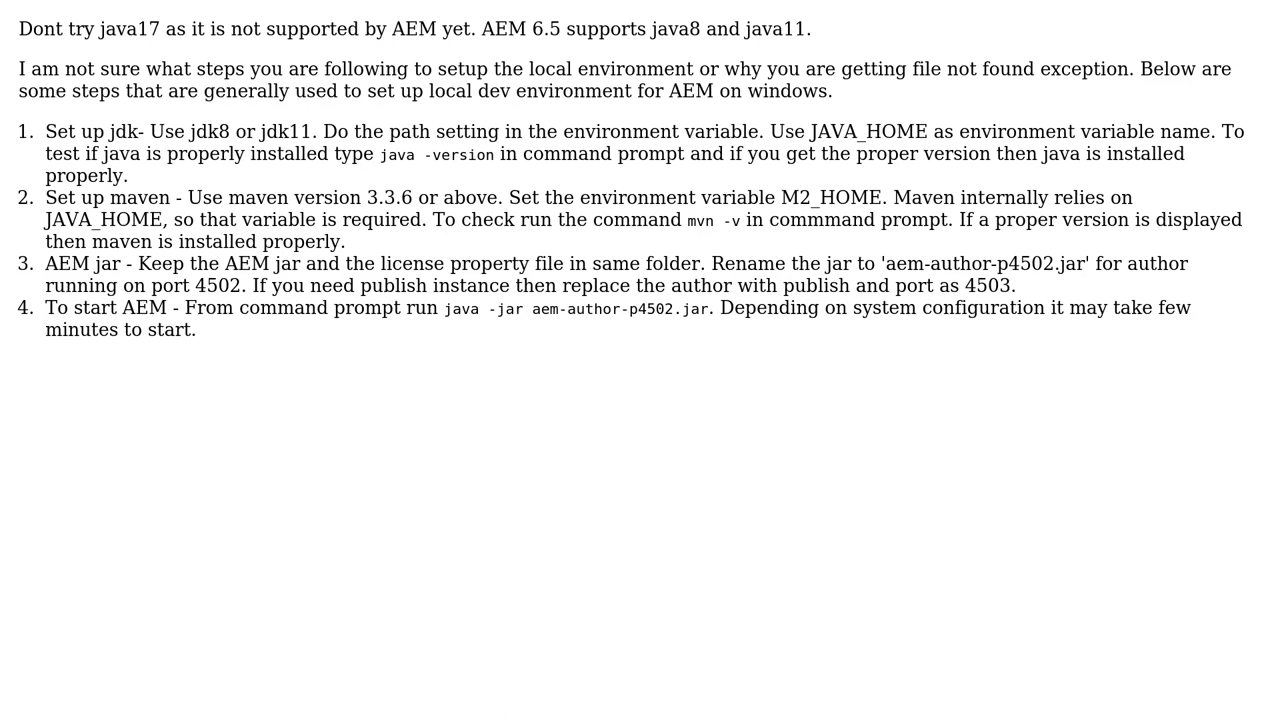 Dont try java17 as it is not supported by AEM yet. AEM 6.5 supports java8 and java11.
I am not sure what steps you are following to setup the local environment or why you are getting file not found exception. Below are
some steps that are generally used to set up local dev environment for AEM on windows.
1. Set up jdk- Use jdk8 or jdk11. Do the path setting in the environment variable. Use JAVA_HOME as environment variable name. To
test if java is properly installed type java -version in command prompt and if you get the proper version then java is installed
properly.
2. Set up maven - Use maven version 3.3.6 or above. Set the environment variable M2_HOME. Maven internally relies on
JAVA_HOME, so that variable is required. To check run the command mvn -v in commmand prompt. If a proper version is displayed
then maven is installed properly.
3. AEM jar - Keep the AEM jar and the license property file in same folder. Rename the jar to 'aem-author-p4502.jar' for author
running on port 4502. If you need publish instance then replace the author with publish and port as 4503.
4. To start AEM - From command prompt run java -jar aem-author-p4502.jar. Depending on system configuration it may take few
minutes to start.